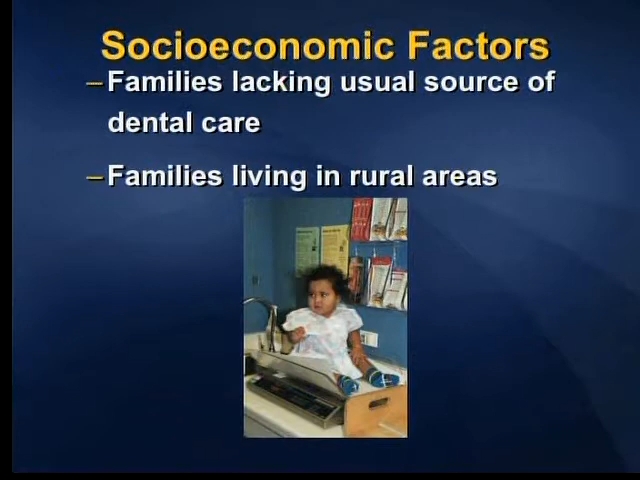 Socioeconomic Factors
–Families lacking usual source of
dental care
–Families living in rural areas